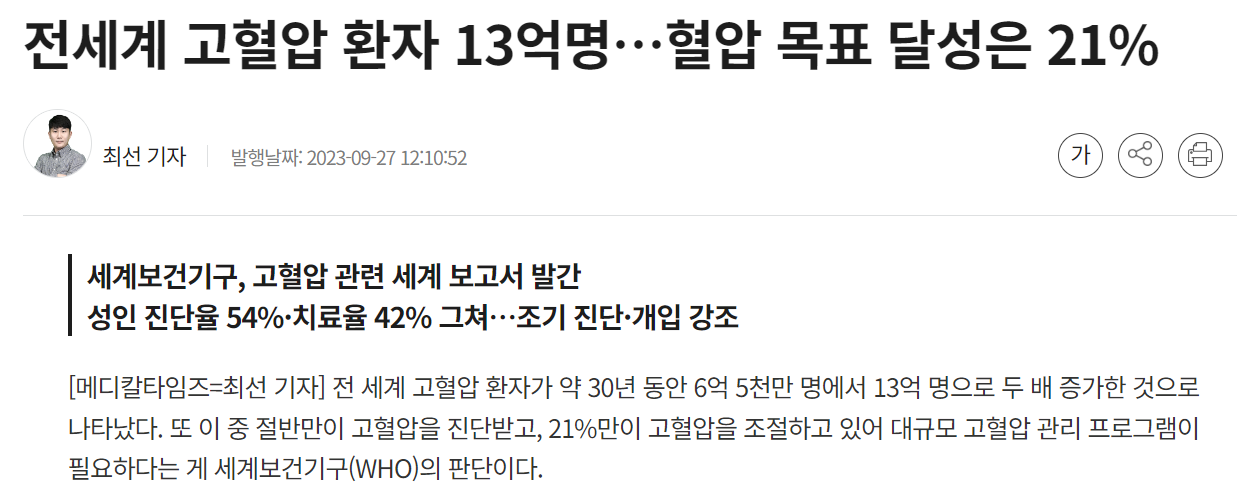 전세계 고혈압 환자 13억명…혈압 목표 달성은 21%
최선 기자
발행날짜: 2023-09-27 12:10:52
가
세계보건기구, 고혈압 관련 세계 보고서 발간
성인 진단율 54%·치료율 42% 그쳐…조기 진단·개입 강조
[메디칼타임즈=최선 기자] 전 세계 고혈압 환자가 약 30년 동안 6억 5천만 명에서 13억 명으로 두 배 증가한 것으로
나타났다. 또 이 중 절반만이 고혈압을 진단받고, 21%만이 고혈압을 조절하고 있어 대규모 고혈압 관리 프로그램이
필요하다는 게 세계보건기구(WHO)의 판단이다.